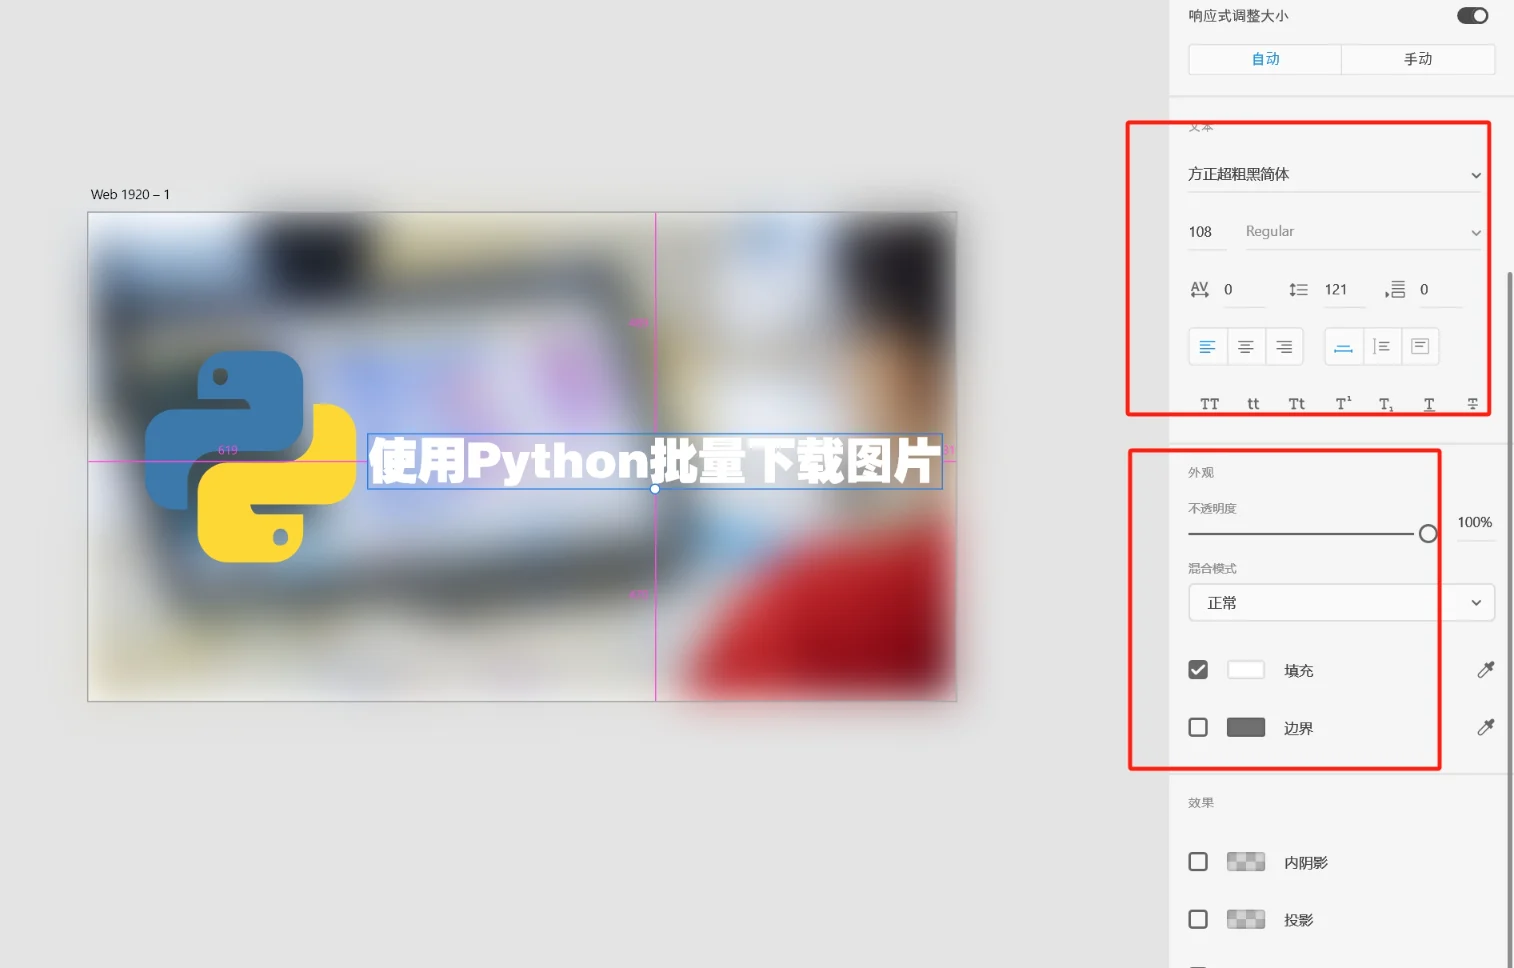 响应式调整大小
自动
手动
文本
方正超粗黑简体
108
Regular
AV
0
121
0
TT
tt
Tt
T¹
T₁
T
T
Web 1920 – 1
619
使用Python批量下载图片
31
外观
不透明度
100%
混合模式
正常
填充
边界
效果
内阴影
投影